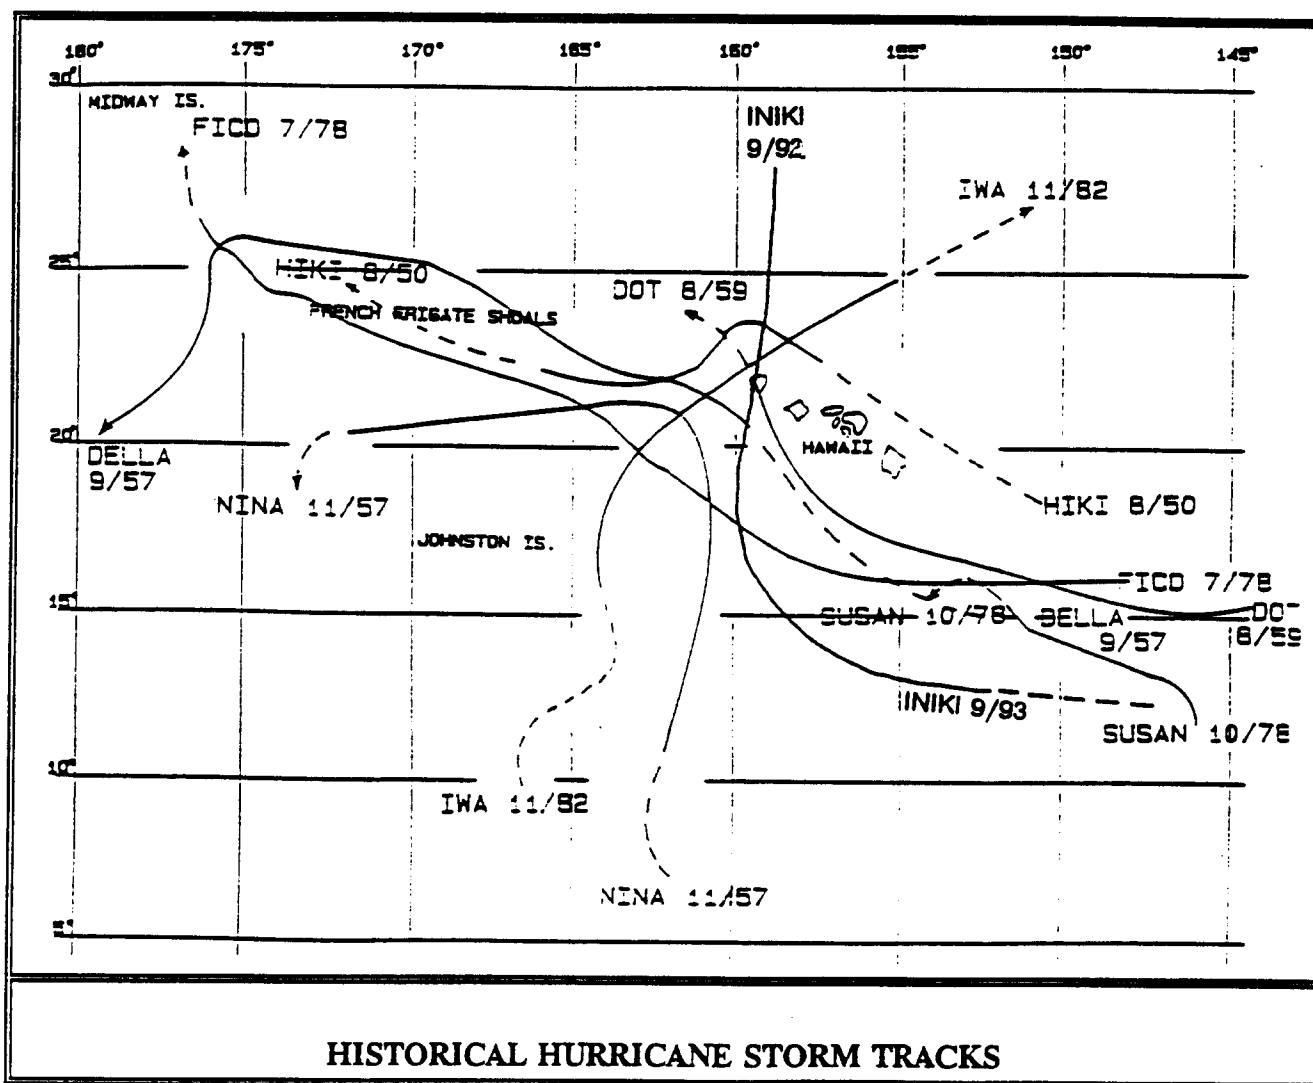 180° 175° 170° 165° 160° 155° 150° 145°
30°
MIDWAY IS.
FICO 7/78
INIKI
9/92
IWA 11/82
25°
HIKI 8/50
DOT 8/59
FRENCH FRIGATE SHOALS
20°
DELLA
9/57
HAWAII
NINA 11/57
HIKI 8/50
JOHNSTON IS.
FICO 7/78
15°
SUSAN 10/78
DELLA
9/57
DOT
8/59
INIKI 9/93
SUSAN 10/78
10°
IWA 11/82
NINA 11/57
HISTORICAL HURRICANE STORM TRACKS